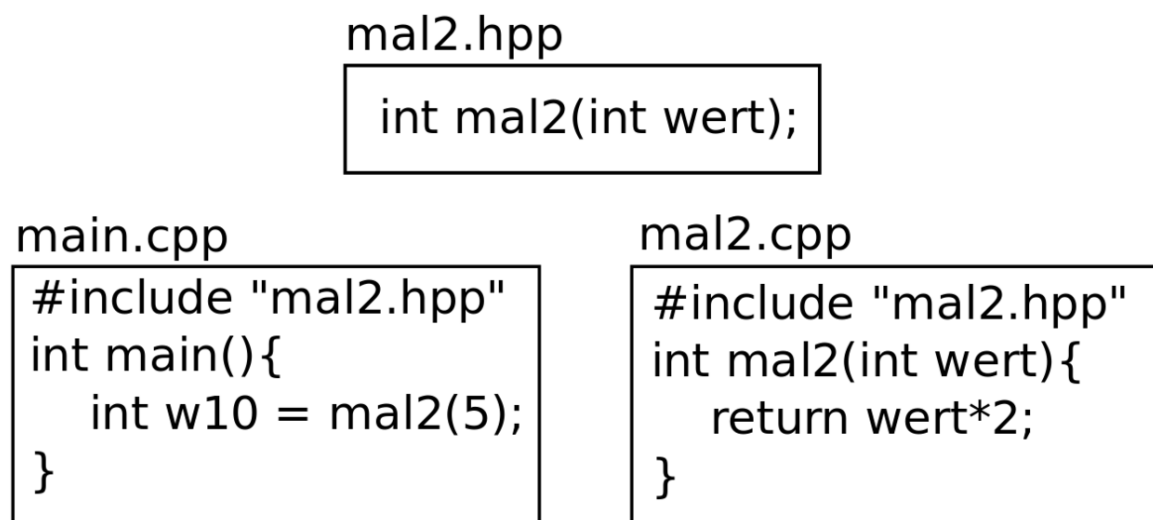 mal2.hpp
int mal2(int wert);
main.cpp
#include "mal2.hpp"
int main(){
int w10 = mal2(5);
}
mal2.cpp
#include "mal2.hpp"
int mal2(int wert){
return wert*2;
}